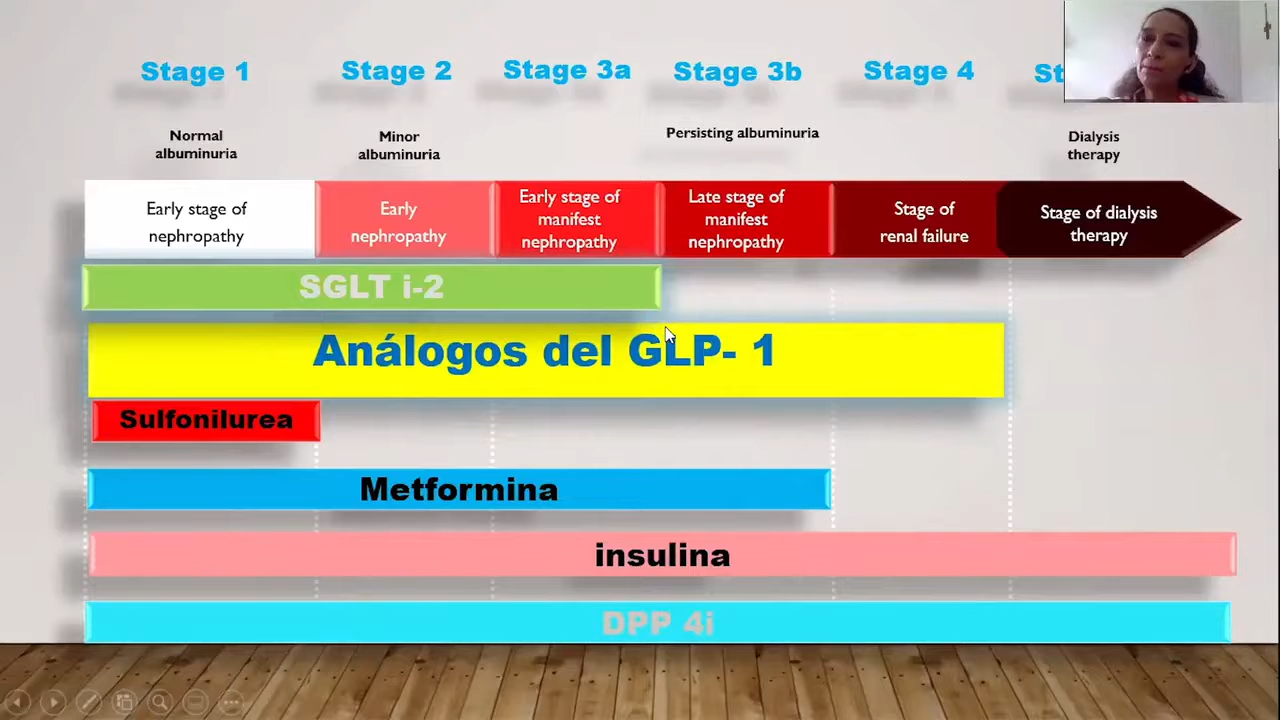 Stage 1
Stage 2
Stage 3a
Stage 3b
Stage 4
St
Normal
albuminuria
Minor
albuminuria
Persisting albuminuria
Dialysis
therapy
Early stage of
nephropathy
Early
nephropathy
Early stage of
manifest
nephropathy
Late stage of
manifest
nephropathy
Stage of
renal failure
Stage of dialysis
therapy
SGLT i-2
Análogos del GLP- 1
Sulfonilurea
Metformina
insulina
DPP 4i